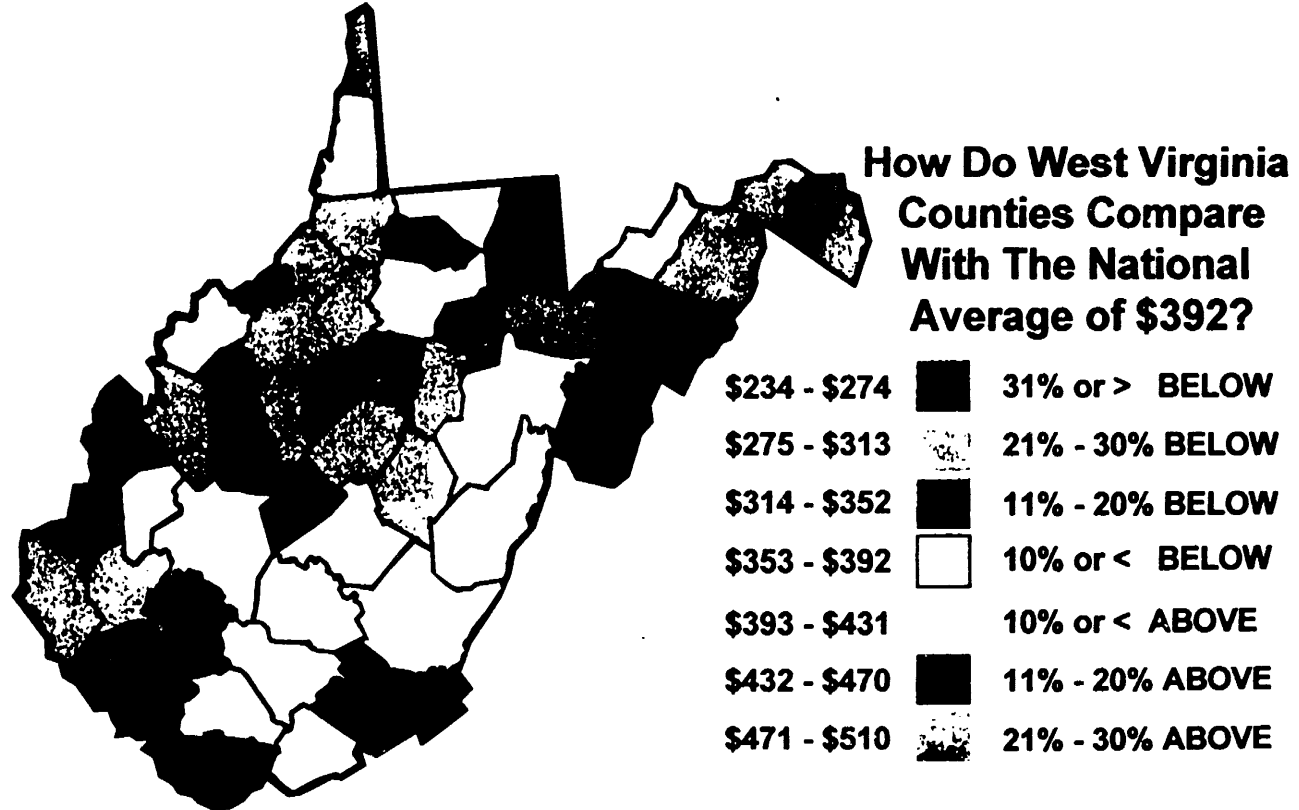 How Do West Virginia
Counties Compare
With The National
Average of $392?
$234 - $274 31% or > BELOW
$275 - $313 21% - 30% BELOW
$314 - $352 11% - 20% BELOW
$353 - $392 10% or < BELOW
$393 - $431 10% or < ABOVE
$432 - $470 11% - 20% ABOVE
$471 - $510 21% - 30% ABOVE